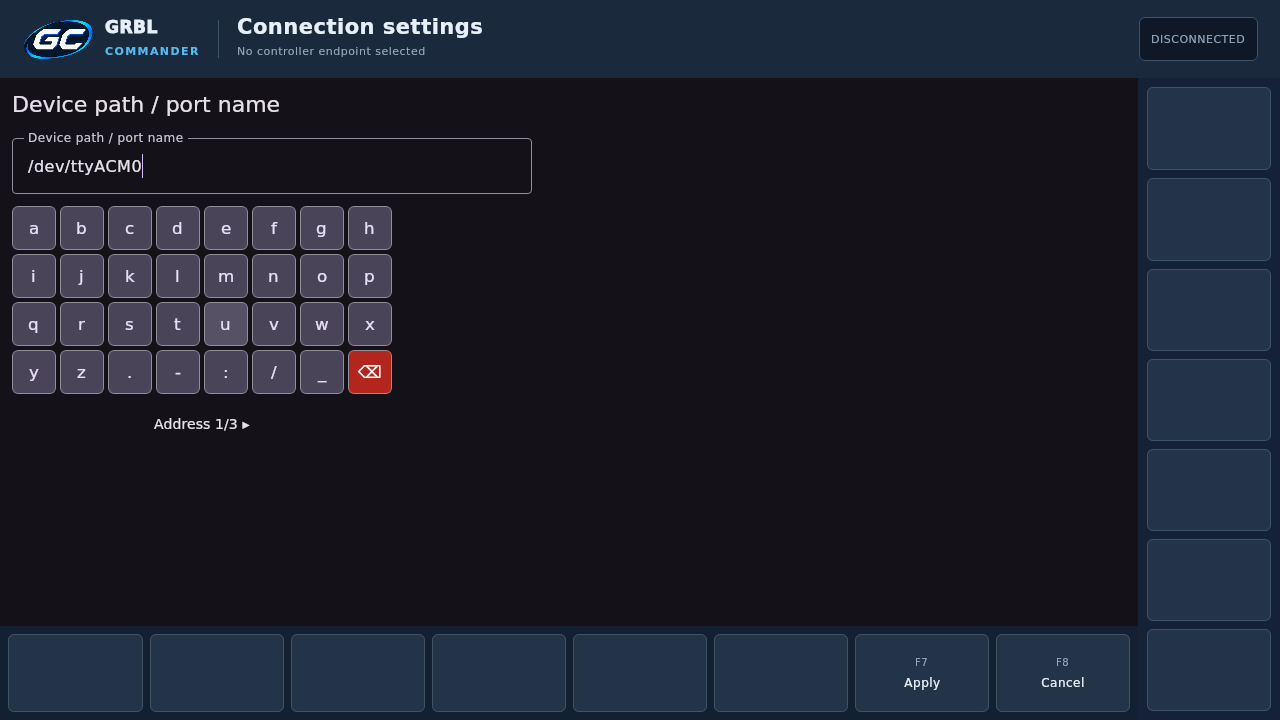 GC
GRBL
COMMANDER
Connection settings
No controller endpoint selected
DISCONNECTED
Device path / port name
Device path / port name
/dev/ttyACM0
a b c d e f g h
i j k l m n o p
q r s t u v w x
y z . - : / _ ⌫
Address 1/3 ▸
F7
Apply
F8
Cancel